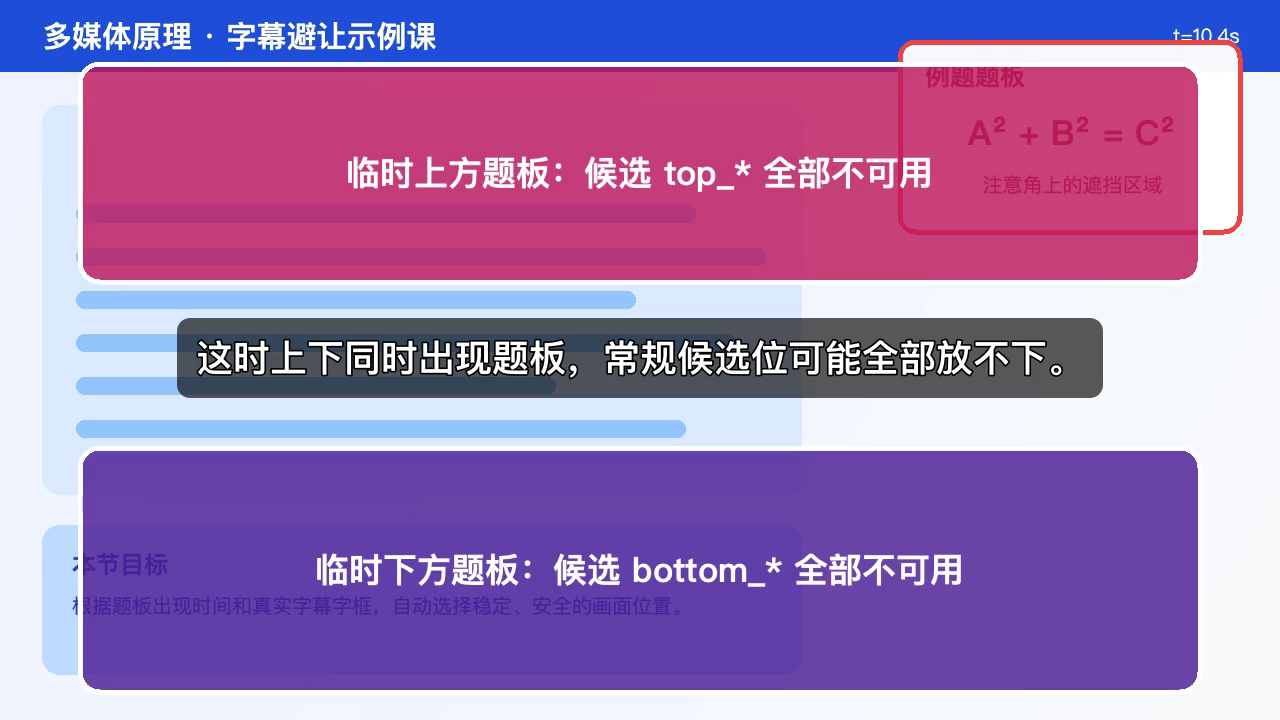 多媒体原理 · 字幕避让示例课
t=10.4s
例题题板
A² + B² = C²
注意角上的遮挡区域
临时上方题板：候选 top_* 全部不可用
这时上下同时出现题板，常规候选位可能全部放不下。
本节目标
根据题板出现时间和真实字幕字框，自动选择稳定、安全的画面位置。
临时下方题板：候选 bottom_* 全部不可用